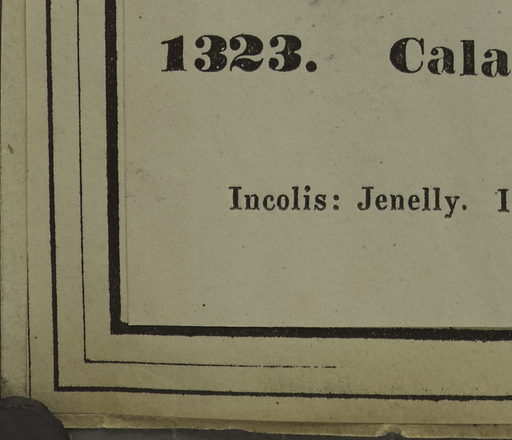 1323. Cala
Incolis: Jenelly. I